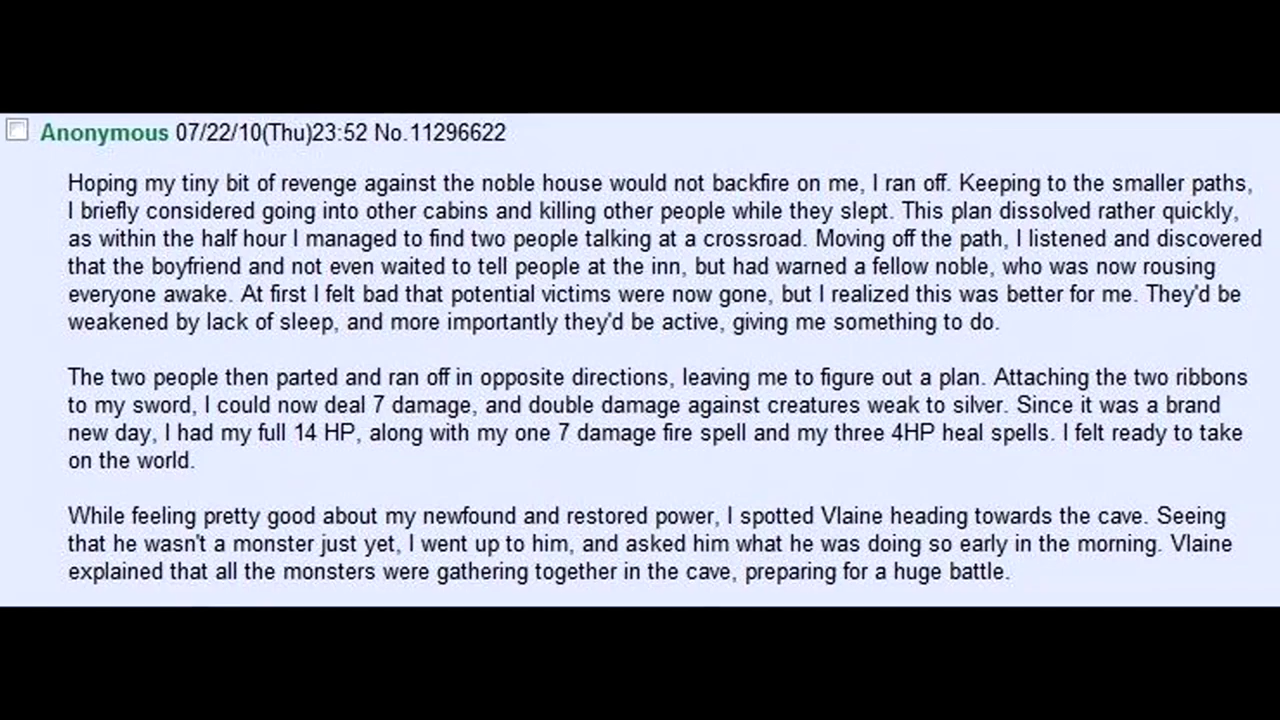 Anonymous 07/22/10(Thu)23:52 No.11296622
Hoping my tiny bit of revenge against the noble house would not backfire on me, I ran off. Keeping to the smaller paths,
I briefly considered going into other cabins and killing other people while they slept. This plan dissolved rather quickly,
as within the half hour I managed to find two people talking at a crossroad. Moving off the path, I listened and discovered
that the boyfriend and not even waited to tell people at the inn, but had warned a fellow noble, who was now rousing
everyone awake. At first I felt bad that potential victims were now gone, but I realized this was better for me. They'd be
weakened by lack of sleep, and more importantly they'd be active, giving me something to do.
The two people then parted and ran off in opposite directions, leaving me to figure out a plan. Attaching the two ribbons
to my sword, I could now deal 7 damage, and double damage against creatures weak to silver. Since it was a brand
new day, I had my full 14 HP, along with my one 7 damage fire spell and my three 4HP heal spells. I felt ready to take
on the world.
While feeling pretty good about my newfound and restored power, I spotted Vlaine heading towards the cave. Seeing
that he wasn't a monster just yet, I went up to him, and asked him what he was doing so early in the morning. Vlaine
explained that all the monsters were gathering together in the cave, preparing for a huge battle.